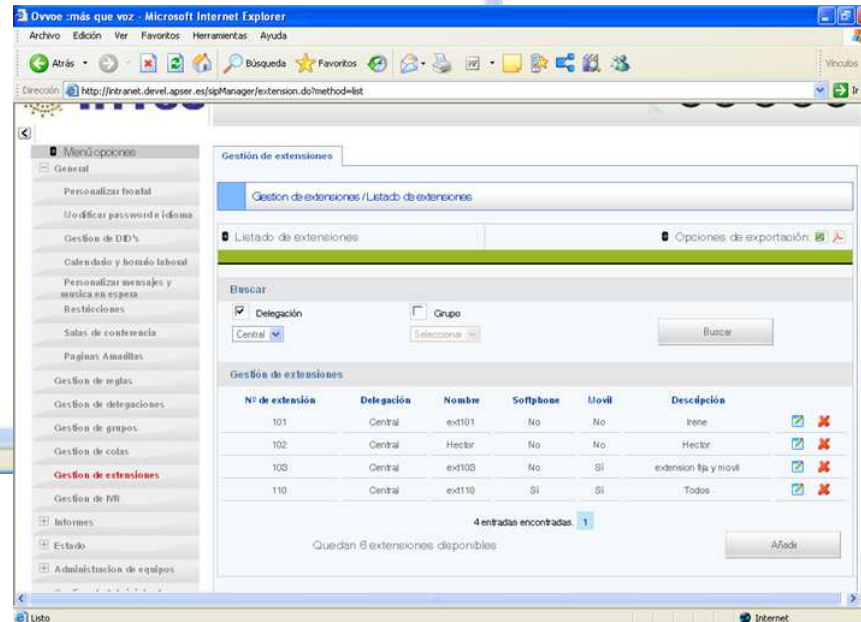 Ovvoe :más que voz - Microsoft Internet Explorer
Archivo Edición Ver Favoritos Herramientas Ayuda
Atrás Búsqueda Favoritos Vínculos
Dirección http://intranet.devel.apser.es/sipManager/extension.do?method=list Ir
Menú opciones
General
Personalizar frontal
Modificar password e idioma
Gestion de DID's
Calendario y horario laboral
Personalizar mensajes y
musica en espera
Restricciones
Salas de conferencia
Paginas Amarillas
Gestion de reglas
Gestion de delegaciones
Gestion de grupos
Gestion de colas
Gestion de extensiones
Gestion de IVR
Informes
Estado
Administracion de equipos
Gestión de extensiones
Gestion de extensiones / Listado de extensiones
Listado de extensiones Opciones de exportación:
Buscar
Delegación Grupo
Central Seleccionar Buscar
Gestión de extensiones
Nº de extensión Delegación Nombre Softphone Movil Descripción
101 Central ext101 No No Irene
102 Central Hector No No Hector
103 Central ext103 No Sí extension fija y movil
110 Central ext110 Sí Sí Todos
4 entradas encontradas. 1
Quedan 6 extensiones disponibles Añadir
Listo Internet